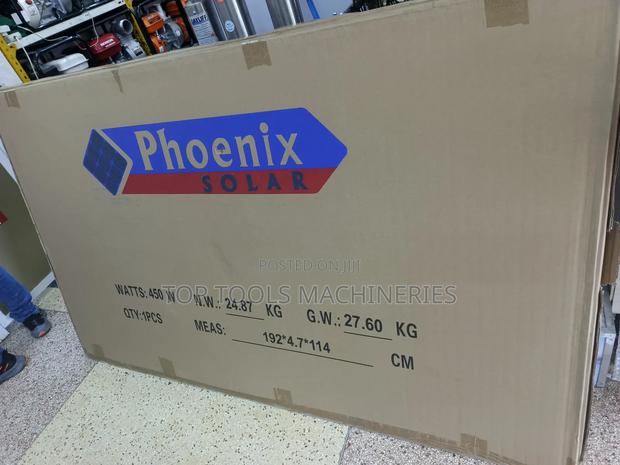 Phoenix
SOLAR
POSTED ON JIJI
TOP TOOLS MACHINERIES
WATTS: 450 W N.W.: 24.87 KG G.W.: 27.60 KG
QTY:1PCS MEAS: 192*4.7*114 CM